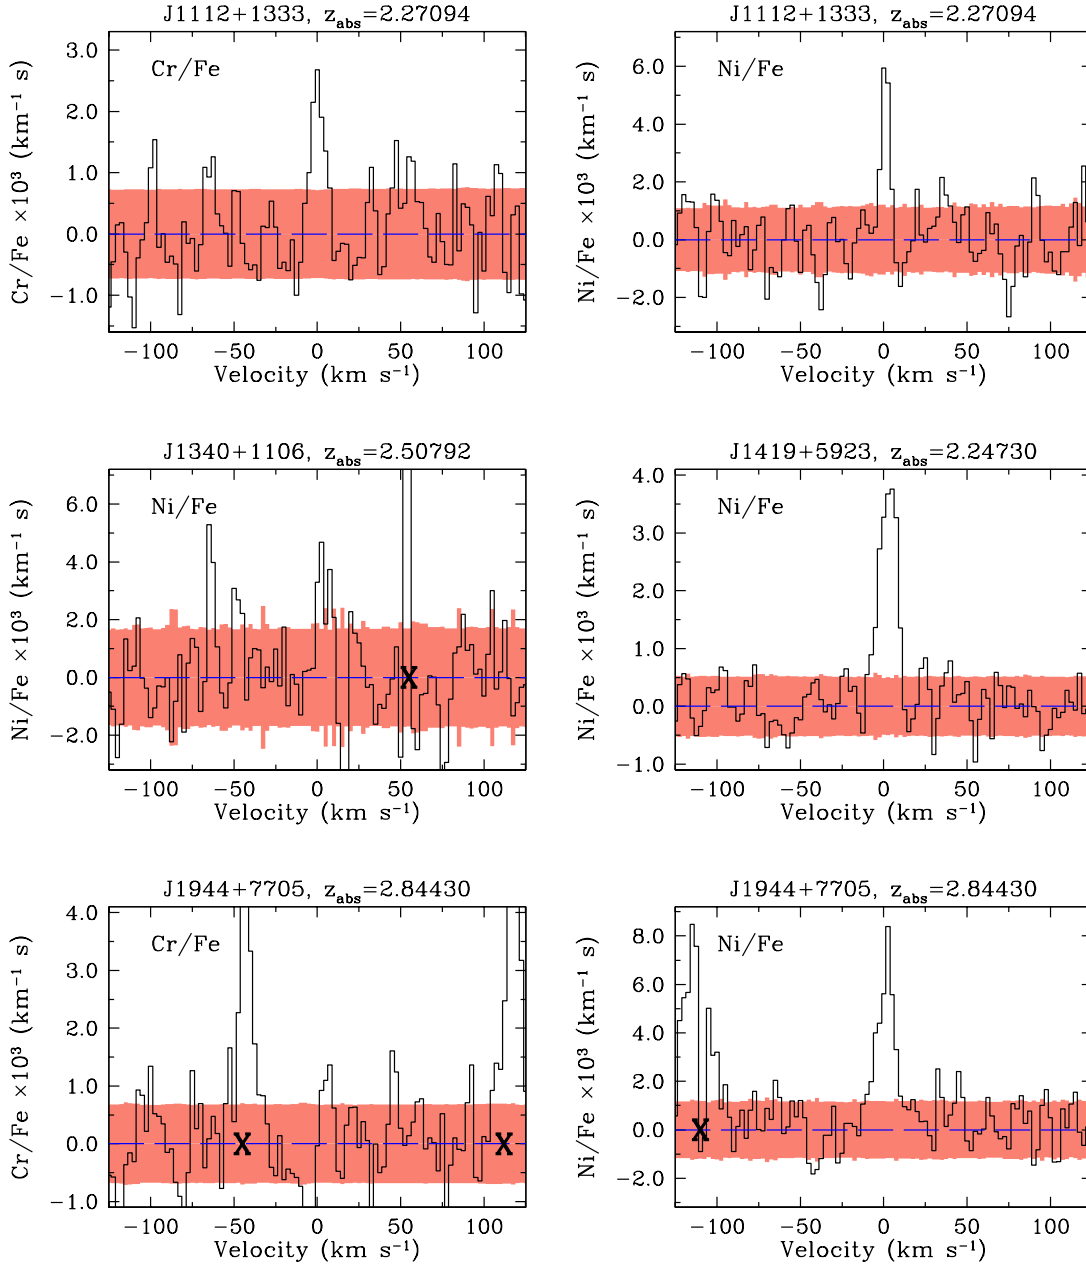 J1112+1333, z_abs=2.27094
Cr/Fe ×10³ (km⁻¹ s)
Cr/Fe
3.0
2.0
1.0
0.0
−1.0
−100 −50 0 50 100
Velocity (km s⁻¹)
J1112+1333, z_abs=2.27094
Ni/Fe ×10³ (km⁻¹ s)
Ni/Fe
6.0
4.0
2.0
0.0
−2.0
−100 −50 0 50 100
Velocity (km s⁻¹)
J1340+1106, z_abs=2.50792
Ni/Fe ×10³ (km⁻¹ s)
Ni/Fe
6.0
4.0
2.0
0.0
−2.0
X
−100 −50 0 50 100
Velocity (km s⁻¹)
J1419+5923, z_abs=2.24730
Ni/Fe ×10³ (km⁻¹ s)
Ni/Fe
4.0
3.0
2.0
1.0
0.0
−1.0
−100 −50 0 50 100
Velocity (km s⁻¹)
J1944+7705, z_abs=2.84430
Cr/Fe ×10³ (km⁻¹ s)
Cr/Fe
4.0
3.0
2.0
1.0
0.0
−1.0
X X
−100 −50 0 50 100
Velocity (km s⁻¹)
J1944+7705, z_abs=2.84430
Ni/Fe ×10³ (km⁻¹ s)
Ni/Fe
8.0
6.0
4.0
2.0
0.0
−2.0
X
−100 −50 0 50 100
Velocity (km s⁻¹)